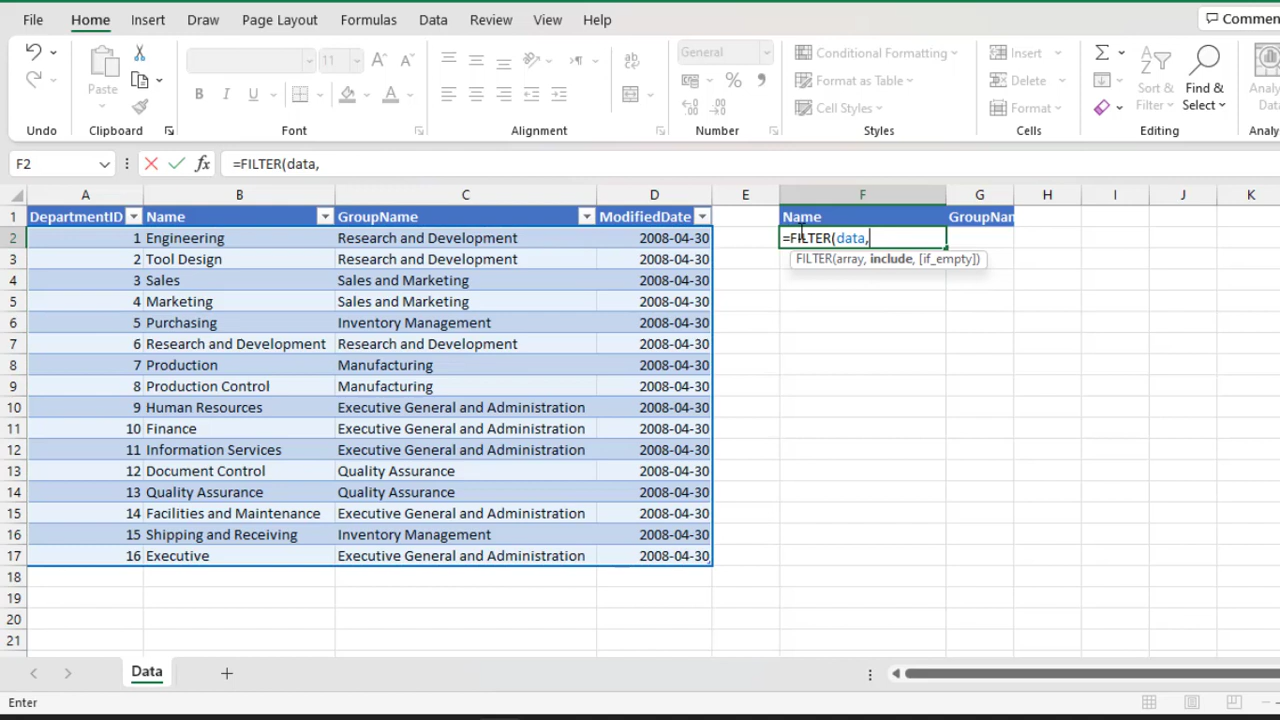 File Home Insert Draw Page Layout Formulas Data Review View Help Commen
General Conditional Formatting Insert
11
Paste Format as Table Delete Sort & Find & Analy
B I U Cell Styles Format Filter Select Da
Undo Clipboard Font Alignment Number Styles Cells Editing Analy
F2 =FILTER(data,
A B C D E F G H I J K
1 DepartmentID Name GroupName ModifiedDate Name GroupNam
2 1 Engineering Research and Development 2008-04-30 =FILTER(data,
3 2 Tool Design Research and Development 2008-04-30 FILTER(array, include, [if_empty])
4 3 Sales Sales and Marketing 2008-04-30
5 4 Marketing Sales and Marketing 2008-04-30
6 5 Purchasing Inventory Management 2008-04-30
7 6 Research and Development Research and Development 2008-04-30
8 7 Production Manufacturing 2008-04-30
9 8 Production Control Manufacturing 2008-04-30
10 9 Human Resources Executive General and Administration 2008-04-30
11 10 Finance Executive General and Administration 2008-04-30
12 11 Information Services Executive General and Administration 2008-04-30
13 12 Document Control Quality Assurance 2008-04-30
14 13 Quality Assurance Quality Assurance 2008-04-30
15 14 Facilities and Maintenance Executive General and Administration 2008-04-30
16 15 Shipping and Receiving Inventory Management 2008-04-30
17 16 Executive Executive General and Administration 2008-04-30
18
19
20
21
Data
Enter